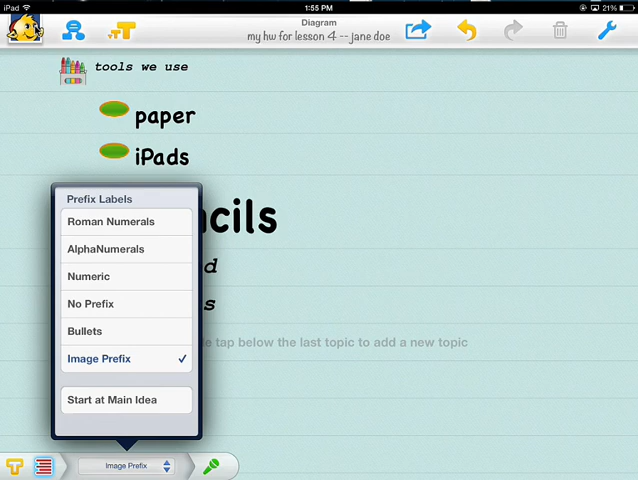 iPad
1:55 PM
21%
Diagram
my hw for lesson 4 -- jane doe
tools we use
paper
iPads
cils
Prefix Labels
Roman Numerals
AlphaNumerals
Numeric
No Prefix
Bullets
Image Prefix
Start at Main Idea
d
s
tap below the last topic to add a new topic
Image Prefix